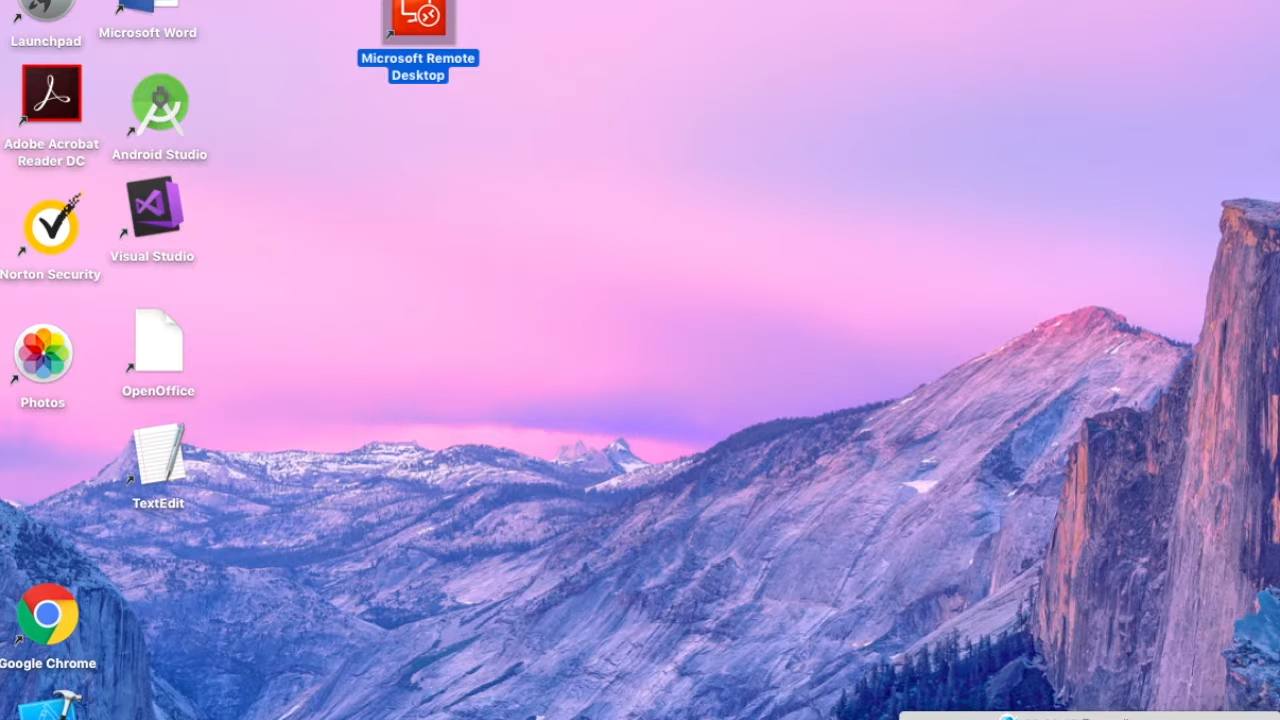 Launchpad
Microsoft Word
Microsoft Remote
Desktop
Adobe Acrobat
Reader DC
Android Studio
Norton Security
Visual Studio
Photos
OpenOffice
TextEdit
Google Chrome